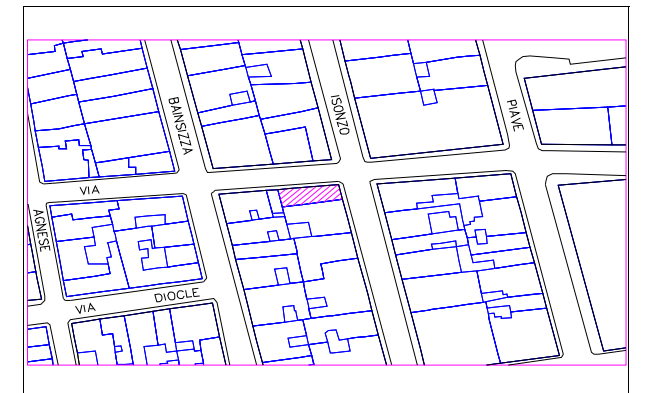 BAINSIZZA
ISONZO
PIAVE
VIA
AGNESE
VIA DIOCLE